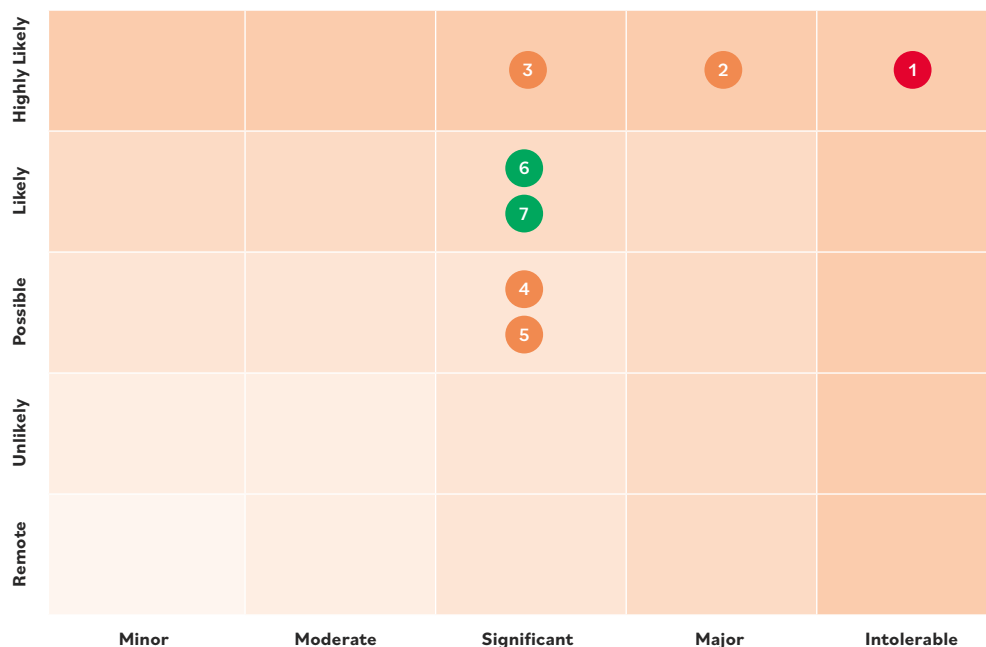 Highly Likely
3
2
1
Likely
6
7
Possible
4
5
Unlikely
Remote
Minor Moderate Significant Major Intolerable